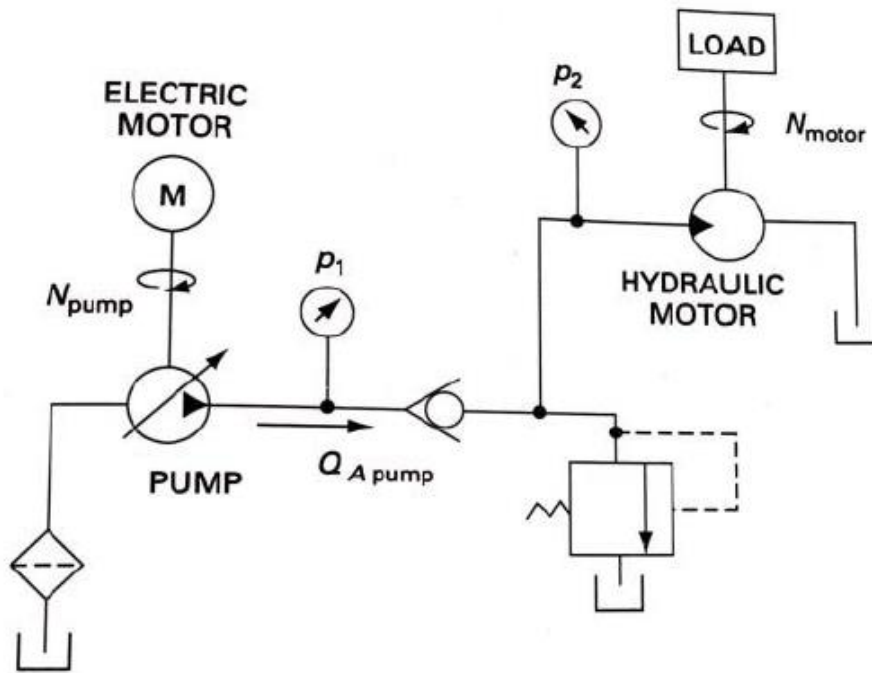 LOAD
p2
ELECTRIC
MOTOR
Nmotor
M
p1
HYDRAULIC
MOTOR
Npump
QA pump
PUMP